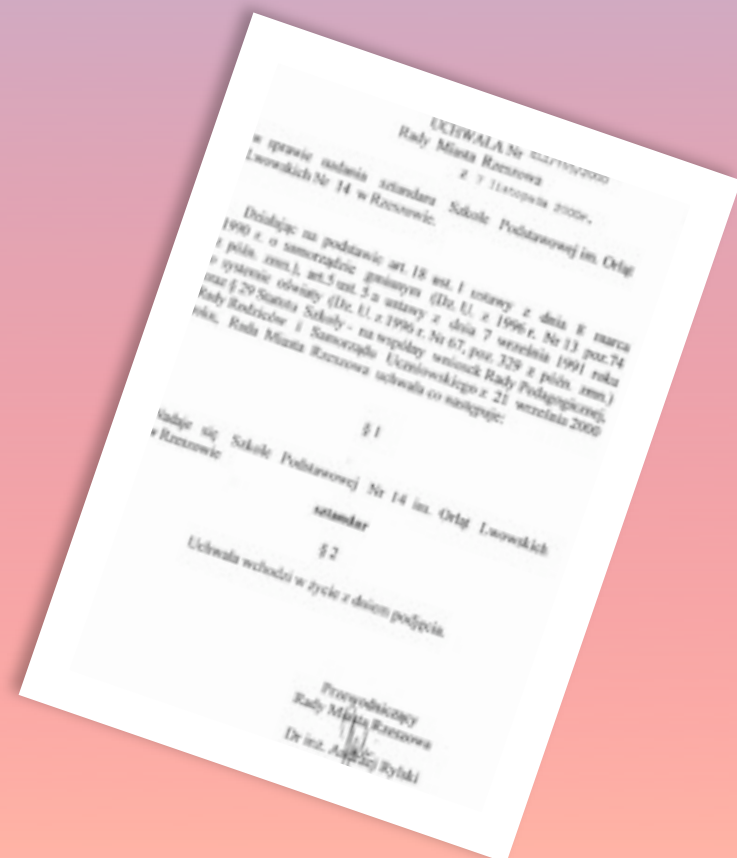 UCHWAŁA Nr
Rady Miasta Rzeszowa
z 27 listopada 2000r.
w sprawie nadania sztandaru Szkole Podstawowej im. Orląt
Lwowskich Nr 14 w Rzeszowie.
Działając na podstawie art. 18 ust. 1 ustawy z dnia 8 marca
1990 r. o samorządzie gminnym (Dz. U. z 1996 r. Nr 13 poz.74
z późn. zmn.), art.5 ust. 5 a ustawy z dnia 7 września 1991 roku
o systemie oświaty (Dz. U. z 1996 r. Nr 67, poz. 329 z późn. zmn.)
oraz § 29 Statutu Szkoły - na wspólny wniosek Rady Pedagogicznej,
Rady Rodziców i Samorządu Uczniowskiego z 21 września 2000
roku, Rada Miasta Rzeszowa uchwala co następuje:
§ 1
Nadaje się Szkole Podstawowej Nr 14 im. Orląt Lwowskich
w Rzeszowie
sztandar
§ 2
Uchwała wchodzi w życie z dniem podjęcia.
Przewodniczący
Rady Miasta Rzeszowa
Dr inż. Andrzej Rylski